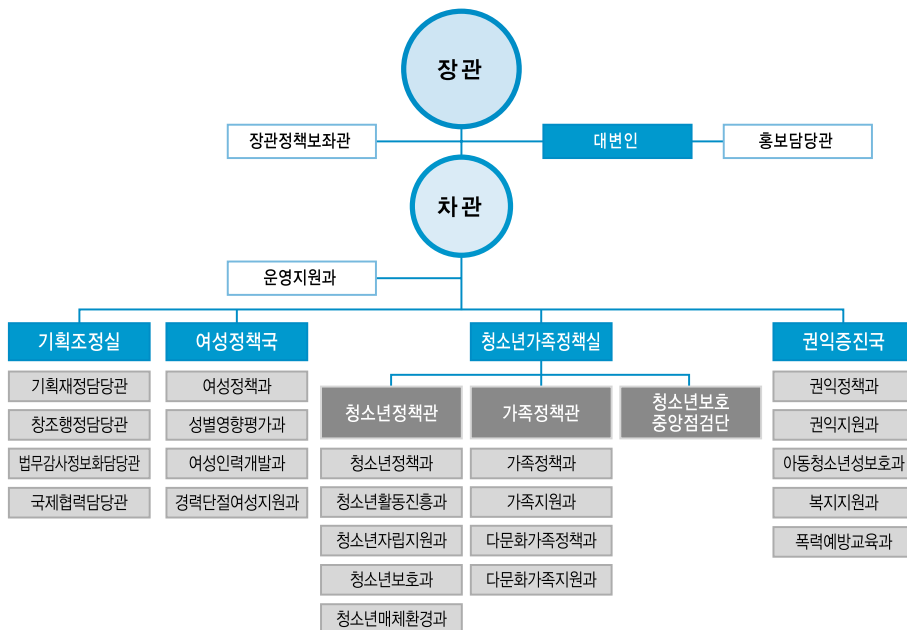 장관
장관정책보좌관
대변인
홍보담당관
차관
운영지원과
기획조정실
기획재정담당관
창조행정담당관
법무감사정보화담당관
국제협력담당관
여성정책국
여성정책과
성별영향평가과
여성인력개발과
경력단절여성지원과
청소년가족정책실
청소년정책관
청소년정책과
청소년활동진흥과
청소년자립지원과
청소년보호과
청소년매체환경과
가족정책관
가족정책과
가족지원과
다문화가족정책과
다문화가족지원과
청소년보호
중앙점검단
권익증진국
권익정책과
권익지원과
아동청소년성보호과
복지지원과
폭력예방교육과